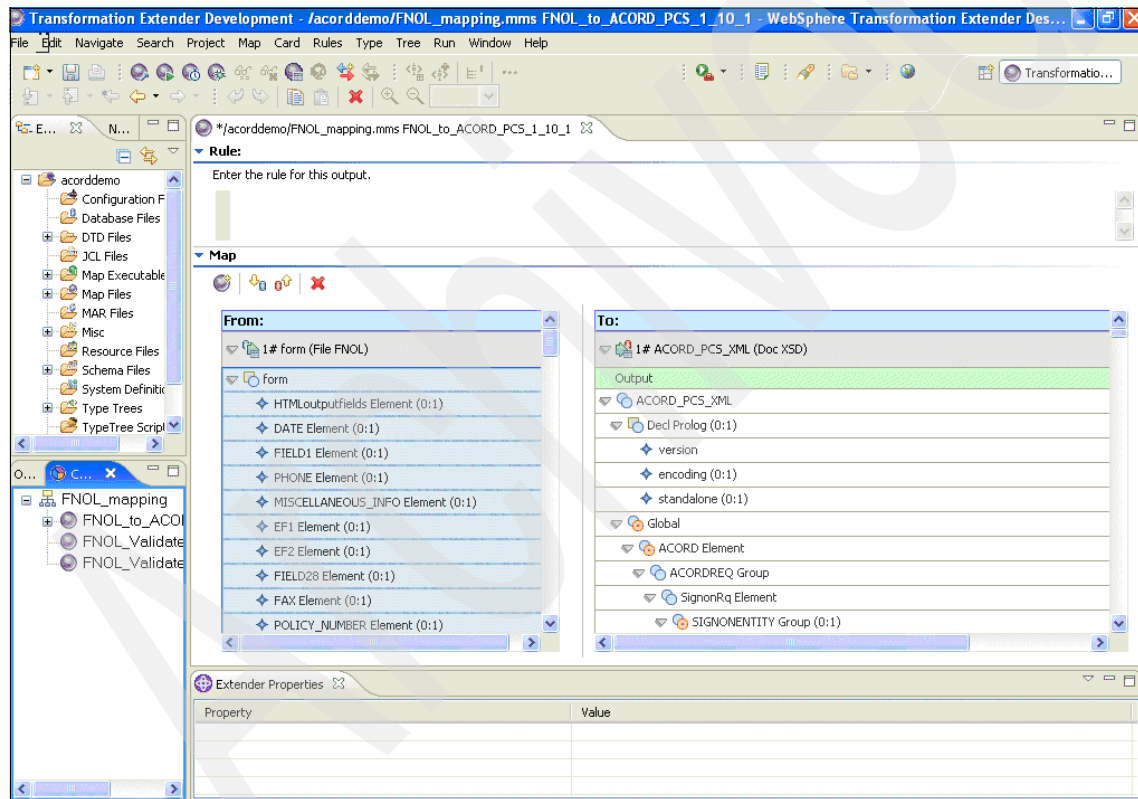 Transformation Extender Development - /acorddemo/FNOL_mapping.mms FNOL_to_ACORD_PCS_1_10_1 - WebSphere Transformation Extender Des...
File Edit Navigate Search Project Map Card Rules Type Tree Run Window Help
Transformatio...
E... N...
*/acorddemo/FNOL_mapping.mms FNOL_to_ACORD_PCS_1_10_1
acorddemo
Configuration F
Database Files
DTD Files
JCL Files
Map Executable
Map Files
MAR Files
Misc
Resource Files
Schema Files
System Definitic
Type Trees
TypeTree Script
Rule:
Enter the rule for this output.
Map
From:
1# form (File FNOL)
form
HTMLoutputfields Element (0:1)
DATE Element (0:1)
FIELD1 Element (0:1)
PHONE Element (0:1)
MISCELLANEOUS_INFO Element (0:1)
EF1 Element (0:1)
EF2 Element (0:1)
FIELD28 Element (0:1)
FAX Element (0:1)
POLICY_NUMBER Element (0:1)
To:
1# ACORD_PCS_XML (Doc XSD)
Output
ACORD_PCS_XML
Decl Prolog (0:1)
version
encoding (0:1)
standalone (0:1)
Global
ACORD Element
ACORDREQ Group
SignonRq Element
SIGNONENTITY Group (0:1)
O... C...
FNOL_mapping
FNOL_to_ACOI
FNOL_Validate
FNOL_Validate
Extender Properties
Property Value
Archived